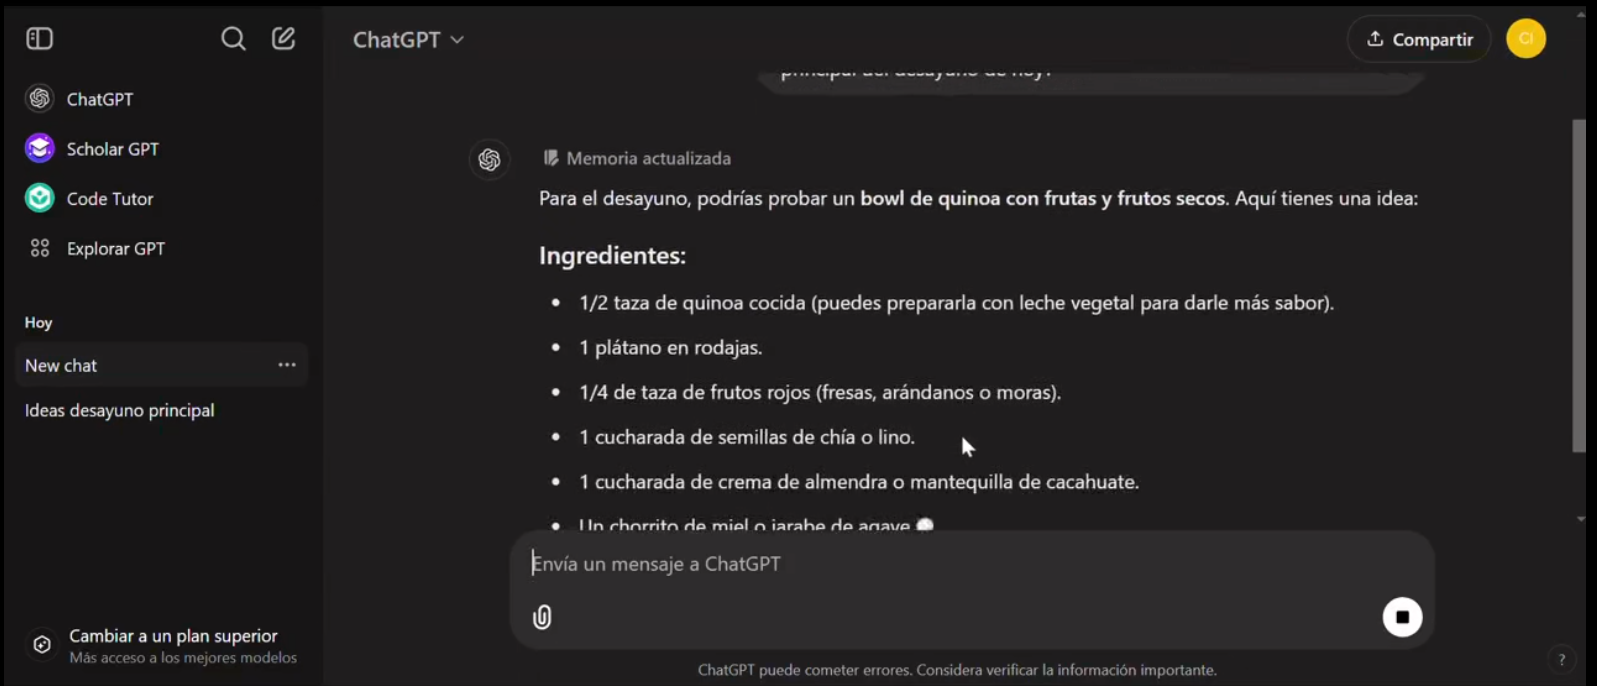 ChatGPT
Compartir
CI
ChatGPT
Scholar GPT
Code Tutor
Explorar GPT
Hoy
New chat
Ideas desayuno principal
Cambiar a un plan superior
Más acceso a los mejores modelos
principal del desayuno de hoy?
Memoria actualizada
Para el desayuno, podrías probar un bowl de quinoa con frutas y frutos secos. Aquí tienes una idea:
Ingredientes:
• 1/2 taza de quinoa cocida (puedes prepararla con leche vegetal para darle más sabor).
• 1 plátano en rodajas.
• 1/4 de taza de frutos rojos (fresas, arándanos o moras).
• 1 cucharada de semillas de chía o lino.
• 1 cucharada de crema de almendra o mantequilla de cacahuate.
• Un chorrito de miel o jarabe de agave
Envía un mensaje a ChatGPT
ChatGPT puede cometer errores. Considera verificar la información importante.
?